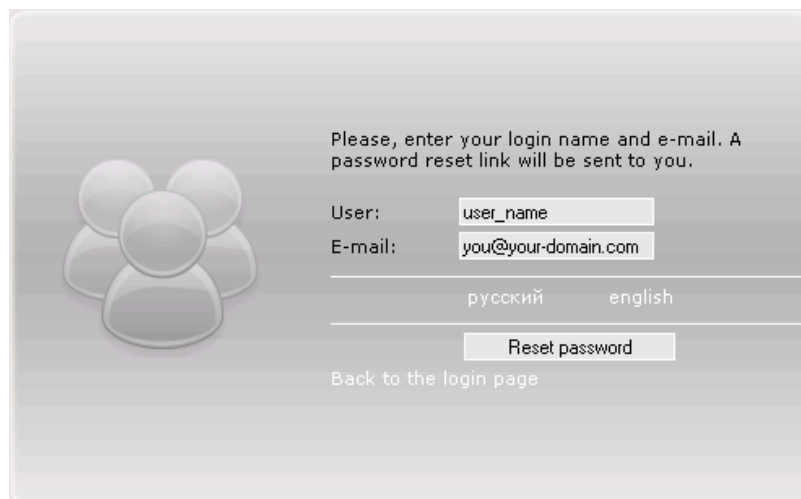 Please, enter your login name and e-mail. A
password reset link will be sent to you.
User: user_name
E-mail: you@your-domain.com
русский english
Reset password
Back to the login page